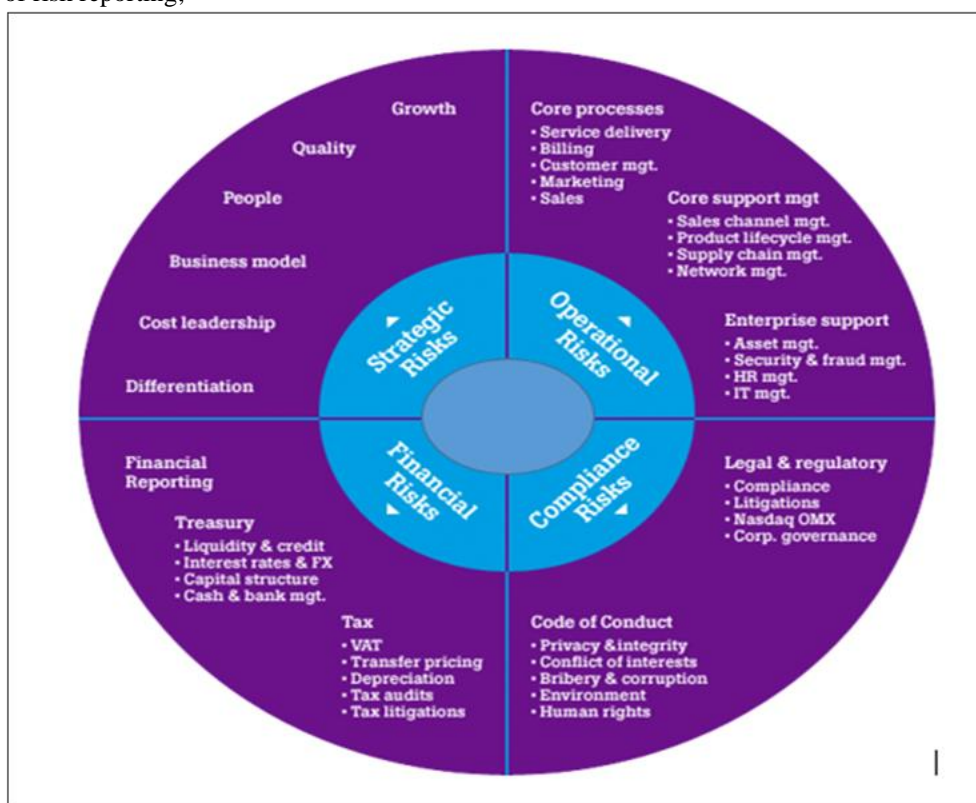 of risk reporting;
Growth
Quality
People
Business model
Cost leadership
Differentiation
Strategic
Risks
Core processes
▪ Service delivery
▪ Billing
▪ Customer mgt.
▪ Marketing
▪ Sales
Core support mgt
▪ Sales channel mgt.
▪ Product lifecycle mgt.
▪ Supply chain mgt.
▪ Network mgt.
Enterprise support
▪ Asset mgt.
▪ Security & fraud mgt.
▪ HR mgt.
▪ IT mgt.
Operational
Risks
Financial
Reporting
Treasury
▪ Liquidity & credit
▪ Interest rates & FX
▪ Capital structure
▪ Cash & bank mgt.
Tax
▪ VAT
▪ Transfer pricing
▪ Depreciation
▪ Tax audits
▪ Tax litigations
Financial
Risks
Compliance
Risks
Legal & regulatory
▪ Compliance
▪ Litigations
▪ Nasdaq OMX
▪ Corp. governance
Code of Conduct
▪ Privacy &integrity
▪ Conflict of interests
▪ Bribery & corruption
▪ Environment
▪ Human rights